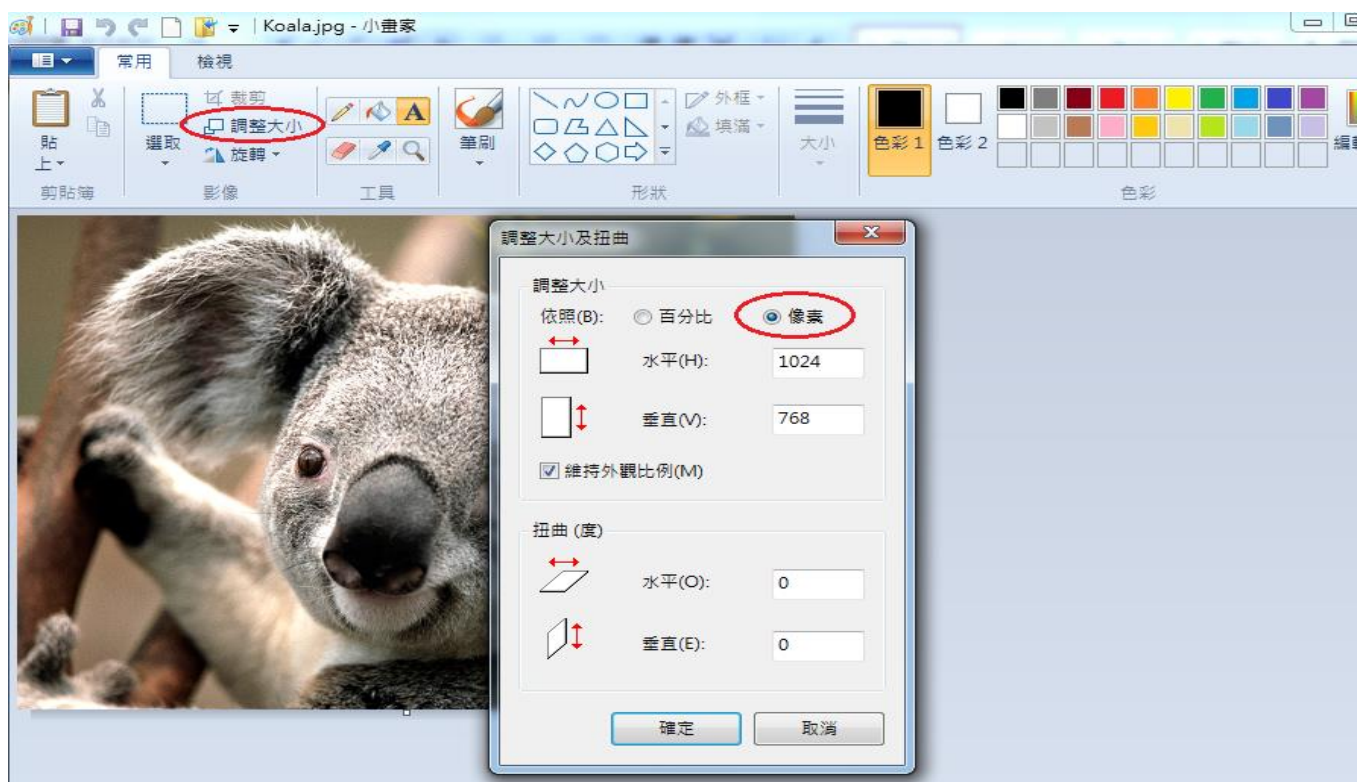 Koala.jpg - 小畫家
常用 檢視
裁剪
調整大小
旋轉
貼上
選取
A
筆刷
外框
填滿
大小
色彩 1
色彩 2
剪貼簿 影像 工具 形狀 色彩
調整大小及扭曲
調整大小
依照(B): 百分比 像素
水平(H): 1024
垂直(V): 768
維持外觀比例(M)
扭曲 (度)
水平(O): 0
垂直(E): 0
確定 取消